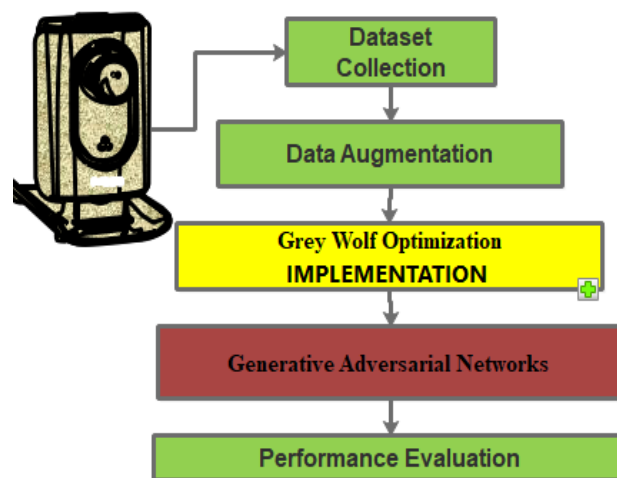 Dataset
Collection
Data Augmentation
Grey Wolf Optimization
IMPLEMENTATION
Generative Adversarial Networks
Performance Evaluation